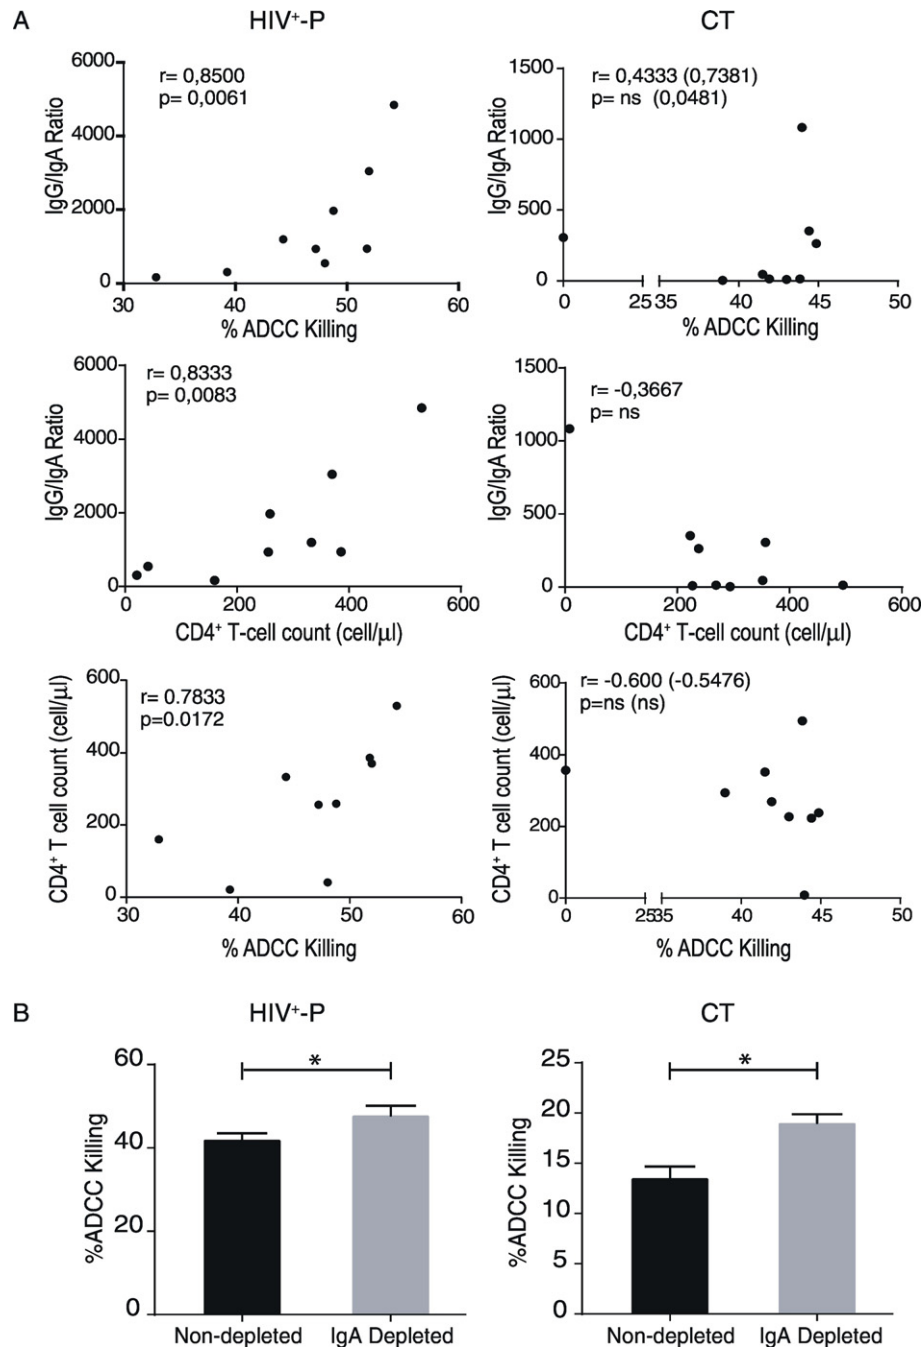 A
HIV+-P
CT
6000
4000
2000
0
IgG/IgA Ratio
r= 0,8500
p= 0,0061
30
40
50
60
% ADCC Killing
1500
1000
500
0
IgG/IgA Ratio
r= 0,4333 (0,7381)
p= ns (0,0481)
0
25
35
40
45
50
% ADCC Killing
6000
4000
2000
0
IgG/IgA Ratio
r= 0,8333
p= 0,0083
0
200
400
600
CD4+ T-cell count (cell/µl)
1500
1000
500
0
IgG/IgA Ratio
r= -0,3667
p= ns
0
200
400
600
CD4+ T-cell count (cell/µl)
600
400
200
0
CD4+ T cell count (cell/µl)
r= 0.7833
p=0.0172
30
40
50
60
% ADCC Killing
600
400
200
0
CD4+ T cell count (cell/µl)
r= -0.600 (-0.5476)
p=ns (ns)
0
25
35
40
45
50
% ADCC Killing
B
HIV+-P
CT
60
40
20
0
%ADCC Killing
*
Non-depleted
IgA Depleted
25
20
15
10
5
0
%ADCC Killing
*
Non-depleted
IgA Depleted